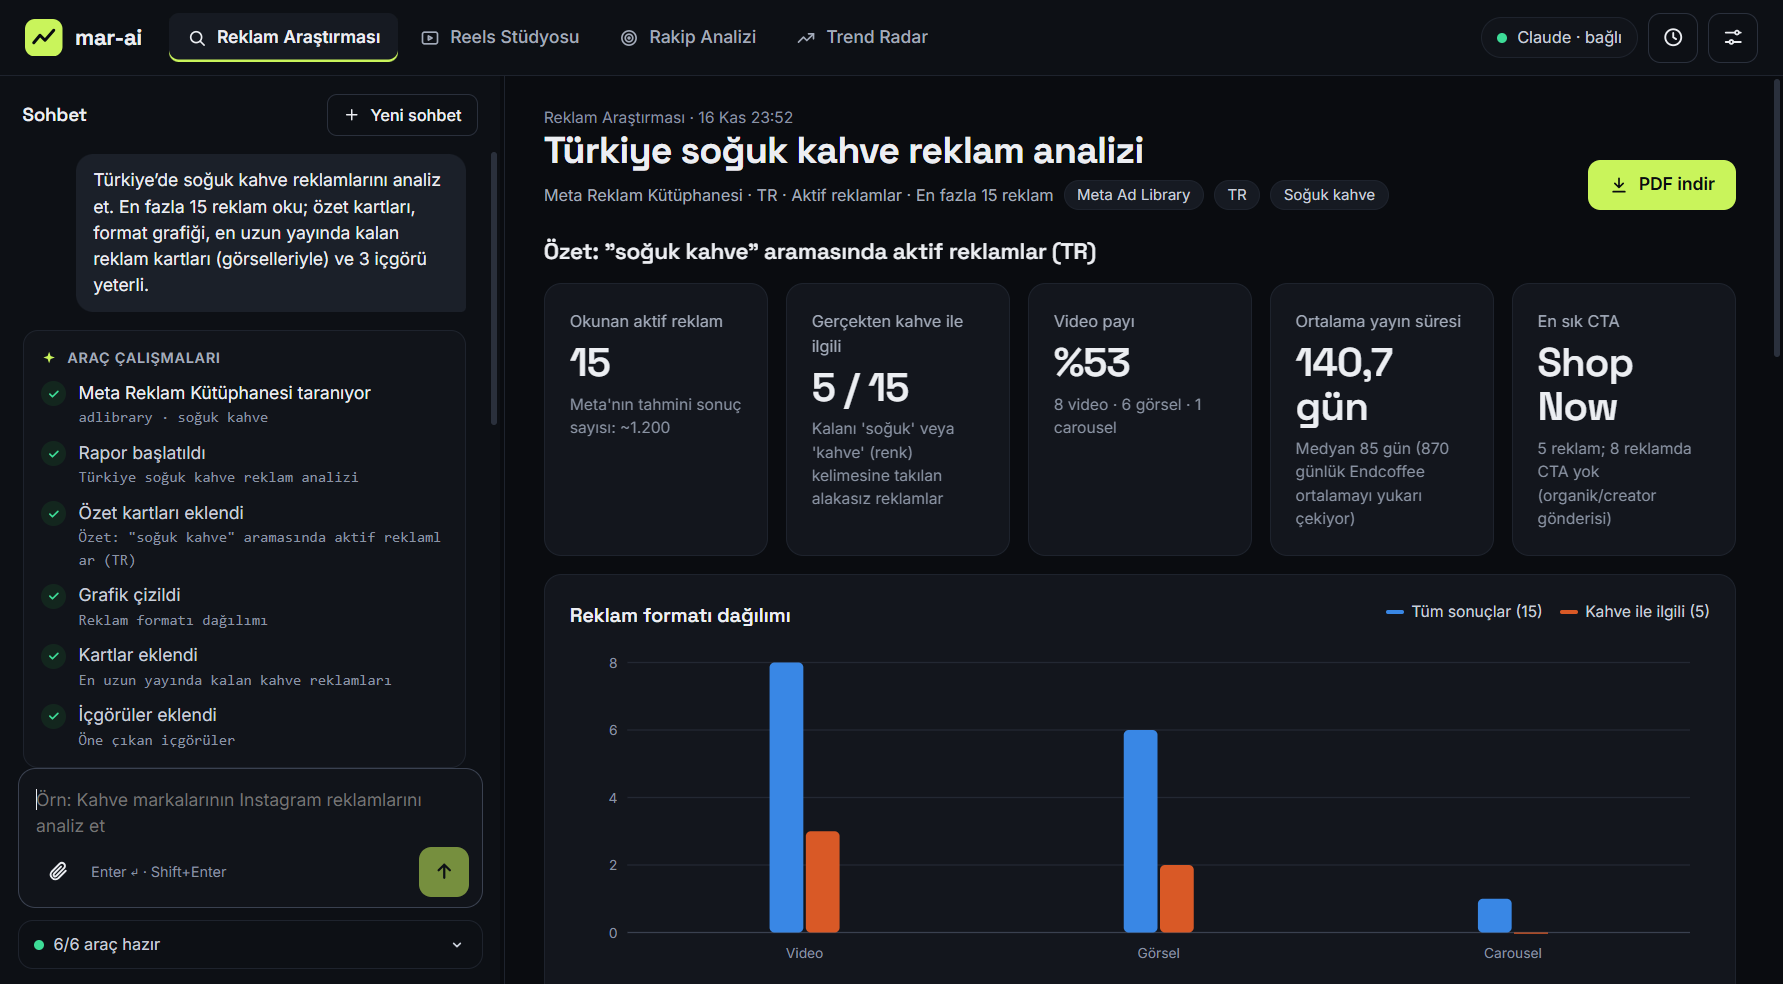 mar-ai
Reklam Araştırması
Reels Stüdyosu
Rakip Analizi
Trend Radar
Claude · bağlı
Sohbet
Yeni sohbet
Türkiye’de soğuk kahve reklamlarını analiz
et. En fazla 15 reklam oku; özet kartları,
format grafiği, en uzun yayında kalan
reklam kartları (görselleriyle) ve 3 içgörü
yeterli.
ARAÇ ÇALIŞMALARI
Meta Reklam Kütüphanesi taranıyor
adlibrary · soğuk kahve
Rapor başlatıldı
Türkiye soğuk kahve reklam analizi
Özet kartları eklendi
Özet: "soğuk kahve" aramasında aktif reklaml
ar (TR)
Grafik çizildi
Reklam formatı dağılımı
Kartlar eklendi
En uzun yayında kalan kahve reklamları
İçgörüler eklendi
Öne çıkan içgörüler
Örn: Kahve markalarının Instagram reklamlarını
analiz et
Enter ↵ · Shift+Enter
6/6 araç hazır
Reklam Araştırması · 16 Kas 23:52
Türkiye soğuk kahve reklam analizi
Meta Reklam Kütüphanesi · TR · Aktif reklamlar · En fazla 15 reklam
Meta Ad Library
TR
Soğuk kahve
PDF indir
Özet: ”soğuk kahve” aramasında aktif reklamlar (TR)
Okunan aktif reklam
15
Meta'nın tahmini sonuç
sayısı: ~1.200
Gerçekten kahve ile
ilgili
5 / 15
Kalanı 'soğuk' veya
'kahve' (renk)
kelimesine takılan
alakasız reklamlar
Video payı
%53
8 video · 6 görsel · 1
carousel
Ortalama yayın süresi
140,7
gün
Medyan 85 gün (870
günlük Endcoffee
ortalamayı yukarı
çekiyor)
En sık CTA
Shop
Now
5 reklam; 8 reklamda
CTA yok
(organik/creator
gönderisi)
Reklam formatı dağılımı
Tüm sonuçlar (15)
Kahve ile ilgili (5)
8
6
4
2
0
Video
Görsel
Carousel